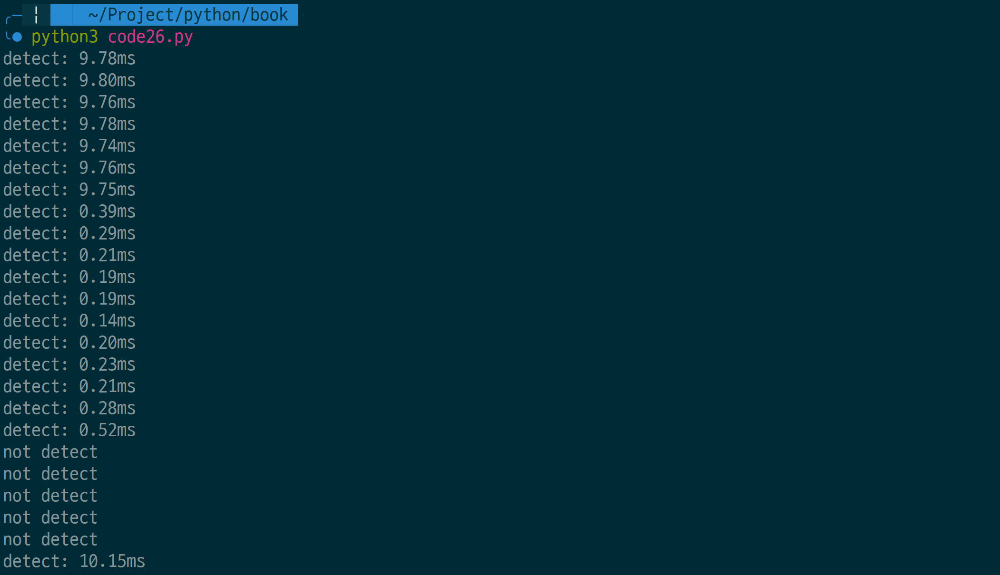 ~/Project/python/book
python3 code26.py
detect: 9.78ms
detect: 9.80ms
detect: 9.76ms
detect: 9.78ms
detect: 9.74ms
detect: 9.76ms
detect: 9.75ms
detect: 0.39ms
detect: 0.29ms
detect: 0.21ms
detect: 0.19ms
detect: 0.19ms
detect: 0.14ms
detect: 0.20ms
detect: 0.23ms
detect: 0.21ms
detect: 0.28ms
detect: 0.52ms
not detect
not detect
not detect
not detect
not detect
detect: 10.15ms